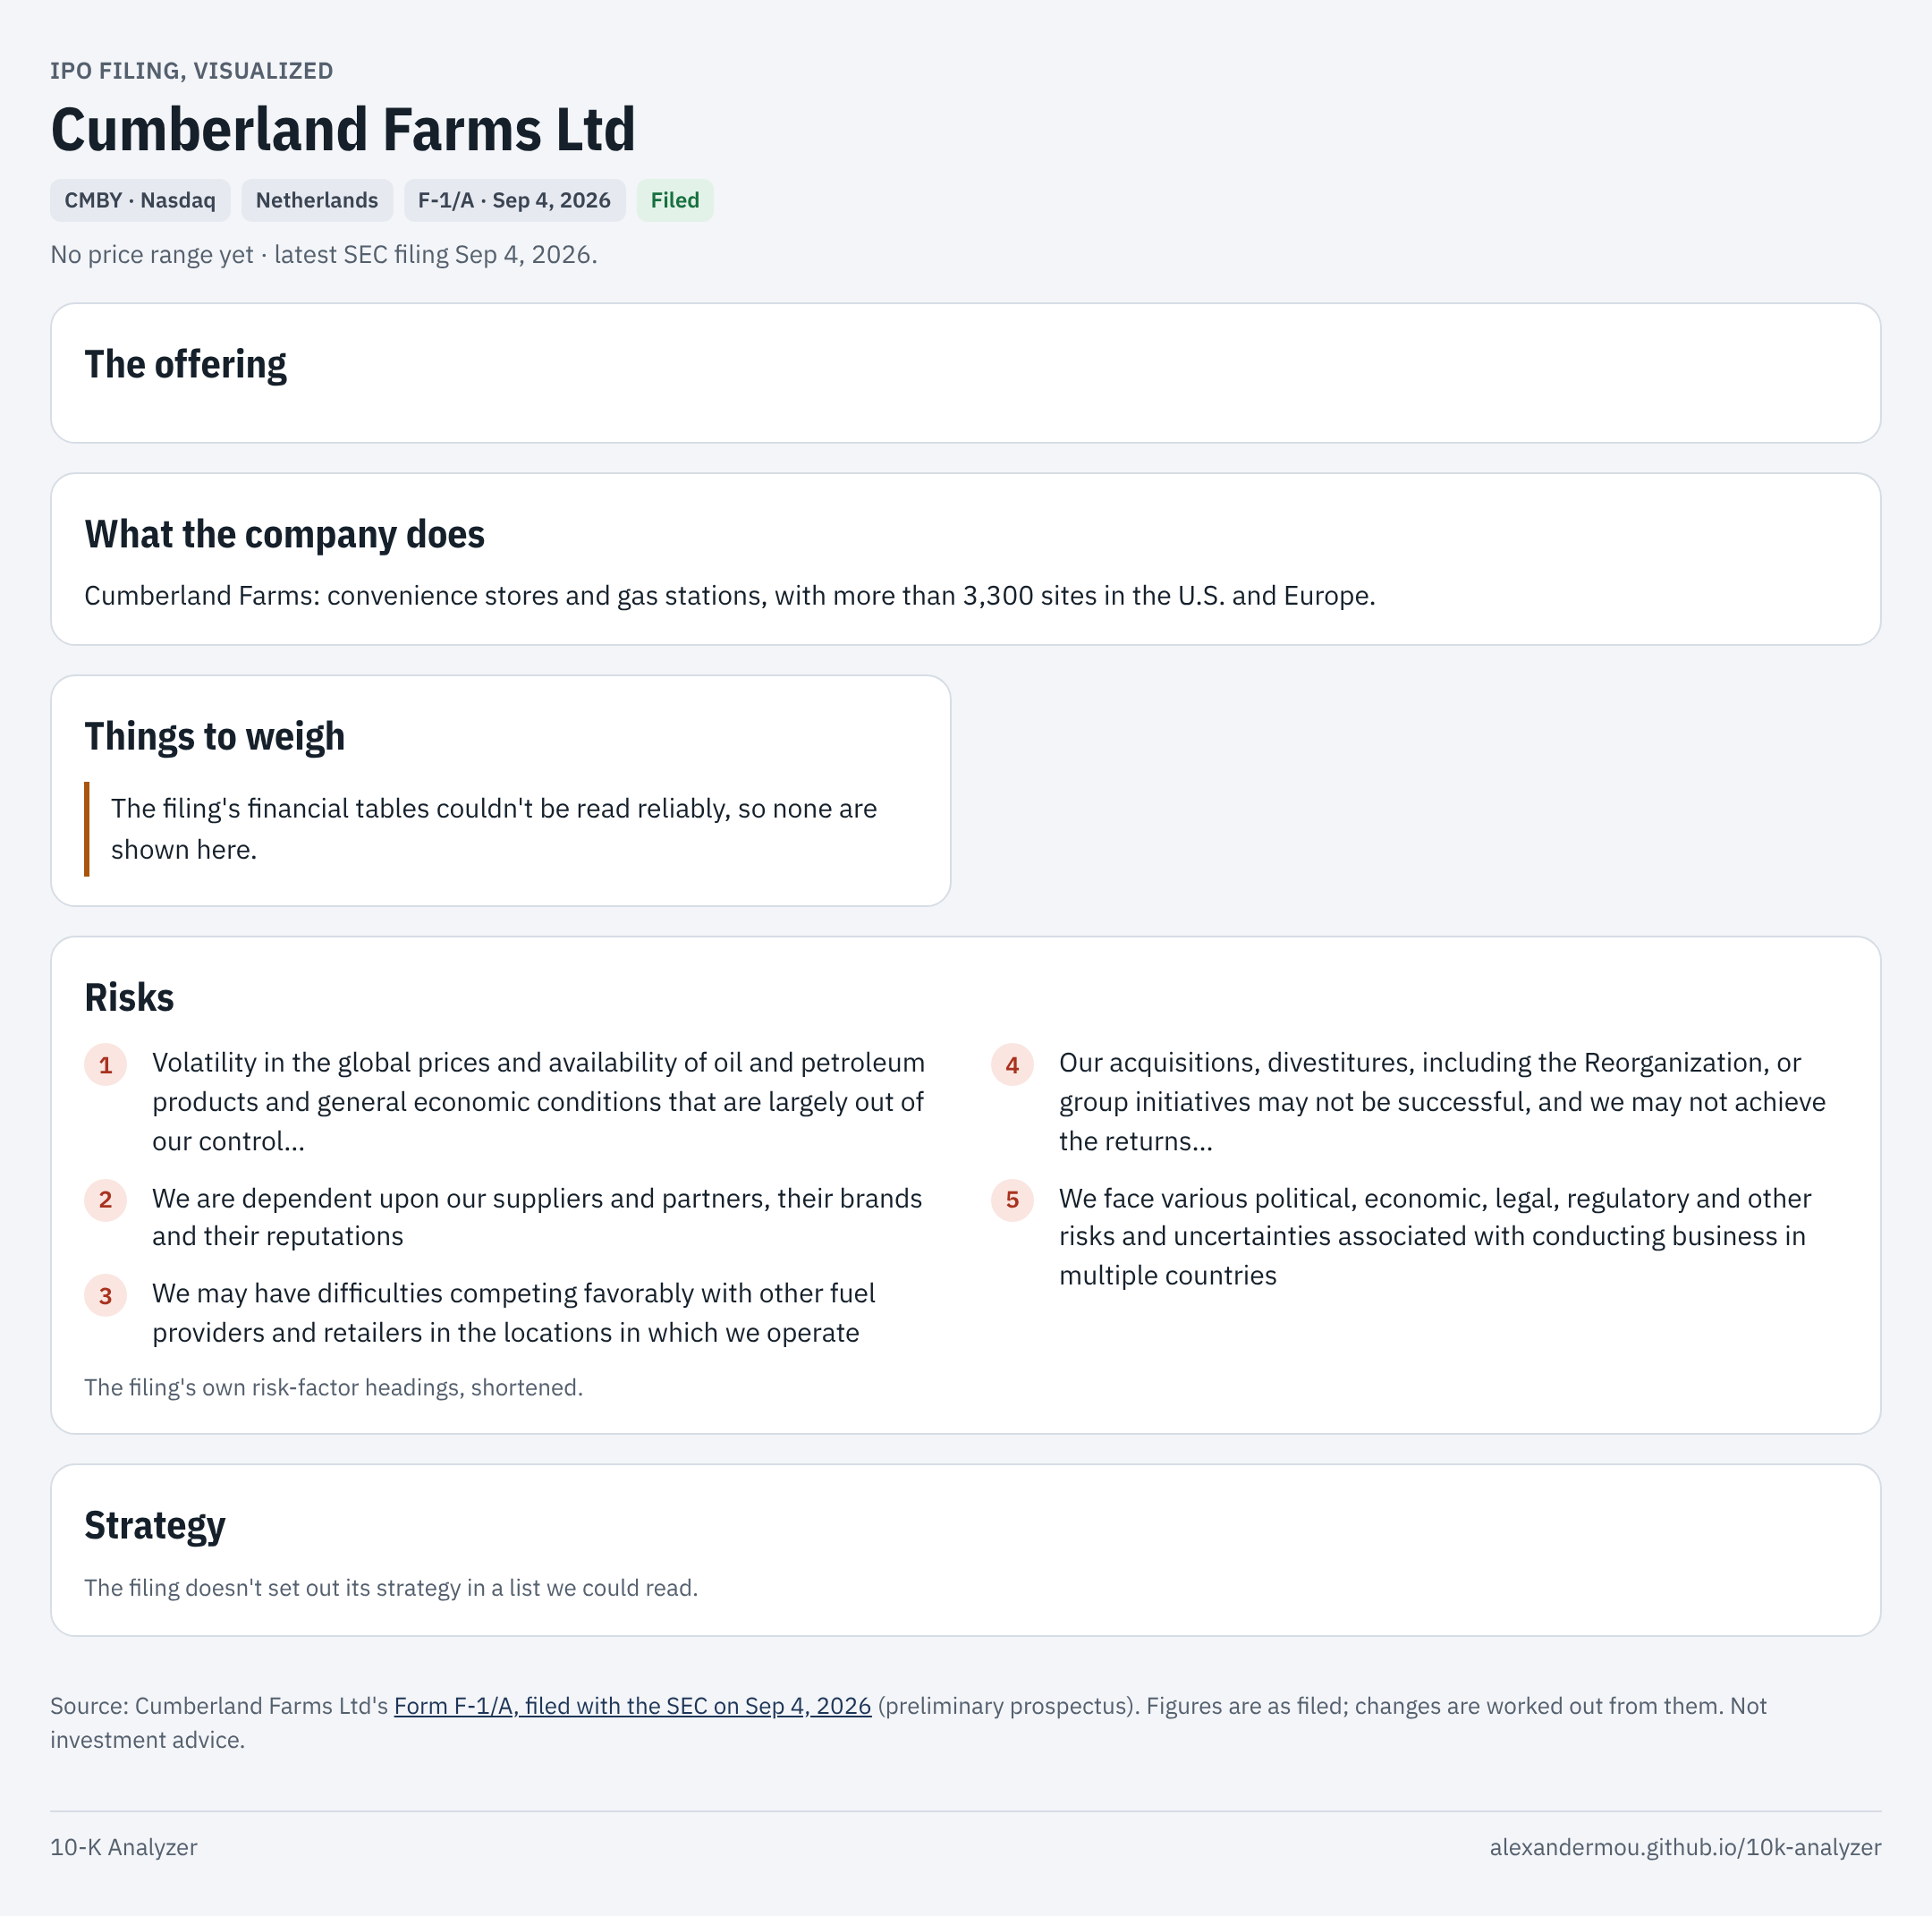 IPO FILING, VISUALIZED
Cumberland Farms Ltd
CMBY · Nasdaq
Netherlands
F-1/A · Sep 4, 2026
Filed
No price range yet · latest SEC filing Sep 4, 2026.
The offering
What the company does
Cumberland Farms: convenience stores and gas stations, with more than 3,300 sites in the U.S. and Europe.
Things to weigh
The filing's financial tables couldn't be read reliably, so none are
shown here.
Risks
1 Volatility in the global prices and availability of oil and petroleum
products and general economic conditions that are largely out of
our control…
2 We are dependent upon our suppliers and partners, their brands
and their reputations
3 We may have difficulties competing favorably with other fuel
providers and retailers in the locations in which we operate
4 Our acquisitions, divestitures, including the Reorganization, or
group initiatives may not be successful, and we may not achieve
the returns…
5 We face various political, economic, legal, regulatory and other
risks and uncertainties associated with conducting business in
multiple countries
The filing's own risk-factor headings, shortened.
Strategy
The filing doesn't set out its strategy in a list we could read.
Source: Cumberland Farms Ltd's Form F-1/A, filed with the SEC on Sep 4, 2026 (preliminary prospectus). Figures are as filed; changes are worked out from them. Not
investment advice.
10-K Analyzer
alexandermou.github.io/10k-analyzer